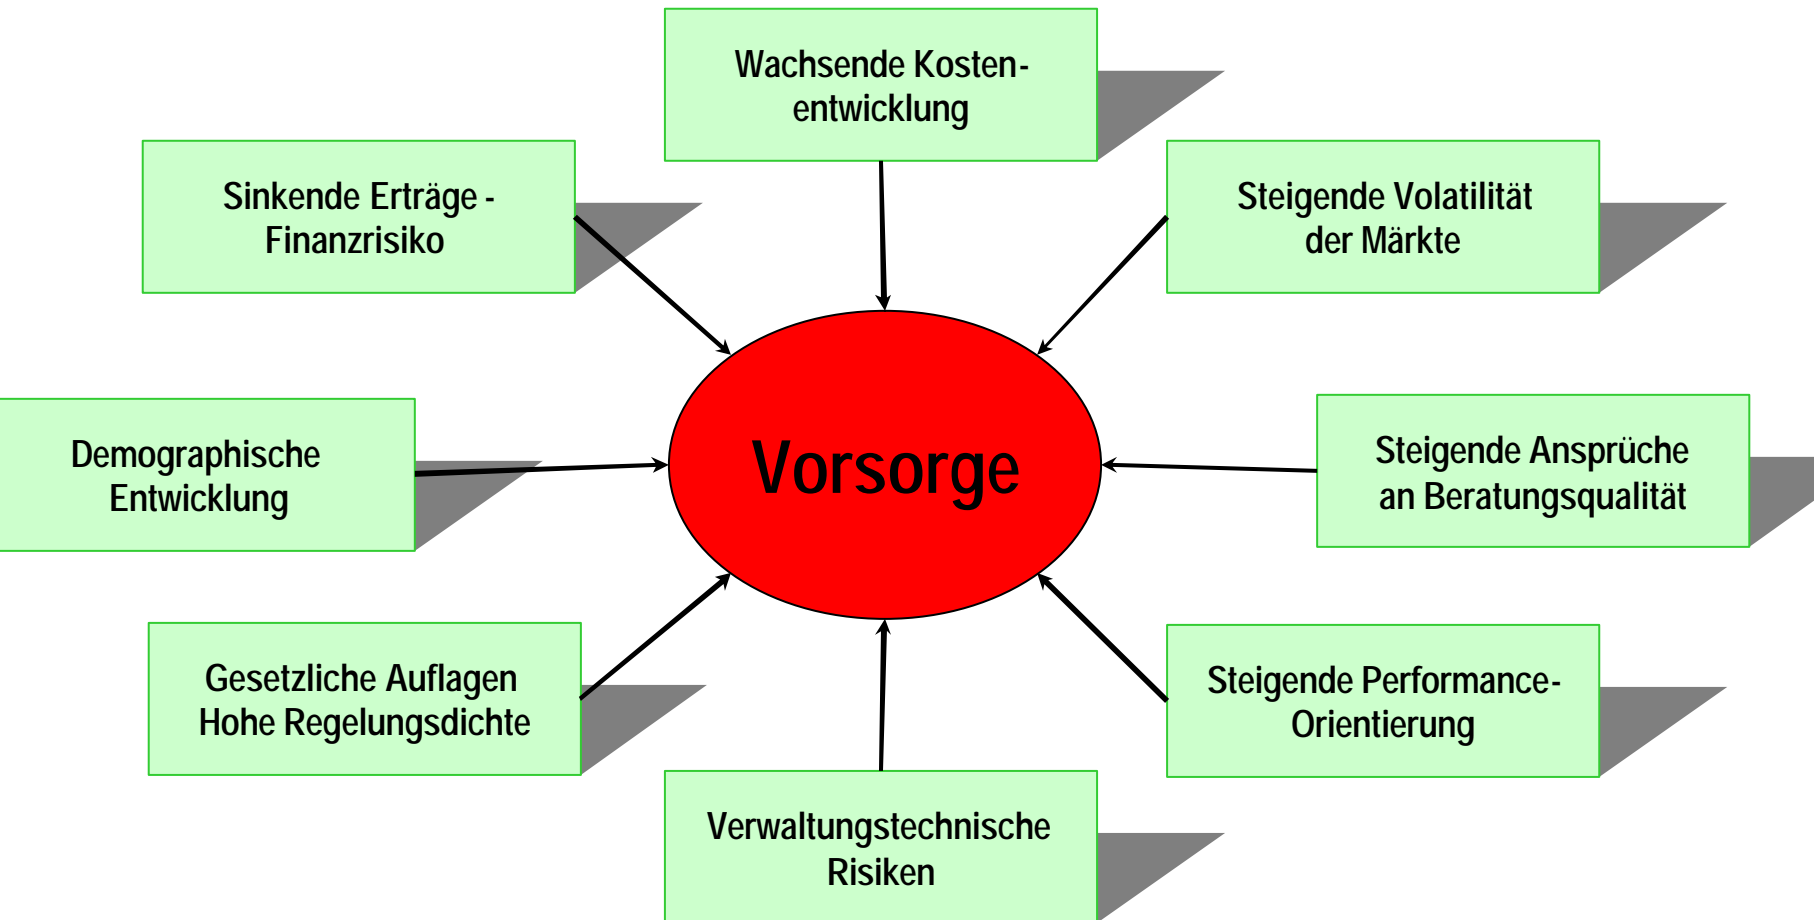 Wachsende Kosten-
entwicklung
Sinkende Erträge -
Finanzrisiko
Steigende Volatilität
der Märkte
Demographische
Entwicklung
Vorsorge
Steigende Ansprüche
an Beratungsqualität
Gesetzliche Auflagen
Hohe Regelungsdichte
Steigende Performance-
Orientierung
Verwaltungstechnische
Risiken